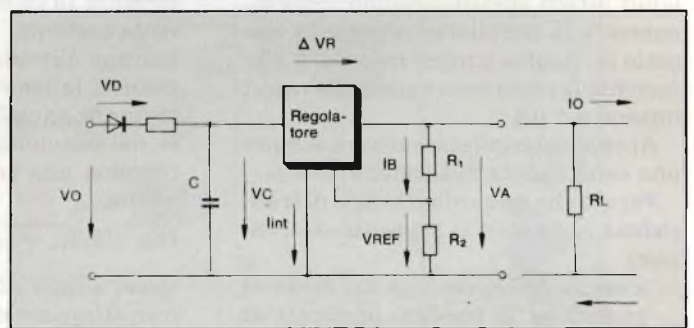 Δ VR
VD
IO
Regola-
tore
IB
R1
VO
C
VC
VA
RL
Iint
VREF
R2